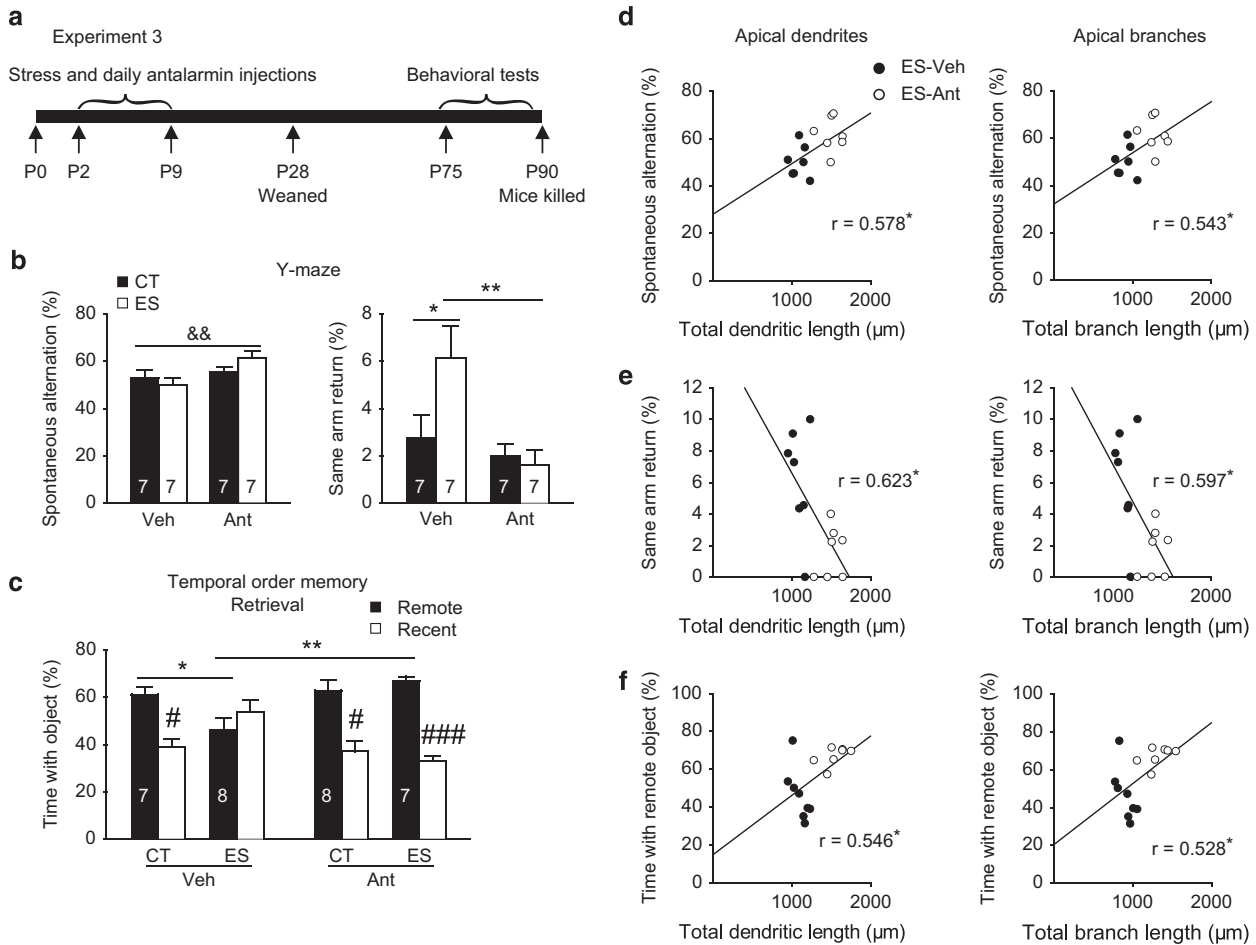 a
Experiment 3
Stress and daily antalarmin injections
Behavioral tests
P0 P2 P9 P28 P75 P90
Weaned Mice killed
b
Y-maze
CT
ES
Spontaneous alternation (%)
80
60
40
20
0
&&
7 7 7 7
Veh Ant
Same arm return (%)
8
6
4
2
0
*
**
7 7 7 7
Veh Ant
c
Temporal order memory
Retrieval
Remote
Recent
Time with object (%)
80
60
40
20
0
*
**
# # ###
7 8 8 7
CT ES CT ES
Veh Ant
d
Apical dendrites
ES-Veh
ES-Ant
Spontaneous alternation (%)
80
60
40
20
0
r = 0.578*
1000 2000
Total dendritic length (µm)
Apical branches
Spontaneous alternation (%)
80
60
40
20
0
r = 0.543*
1000 2000
Total branch length (µm)
e
Same arm return (%)
12
10
8
6
4
2
0
r = 0.623*
1000 2000
Total dendritic length (µm)
Same arm return (%)
12
10
8
6
4
2
0
r = 0.597*
1000 2000
Total branch length (µm)
f
Time with remote object (%)
100
80
60
40
20
0
r = 0.546*
1000 2000
Total dendritic length (µm)
Time with remote object (%)
100
80
60
40
20
0
r = 0.528*
1000 2000
Total branch length (µm)